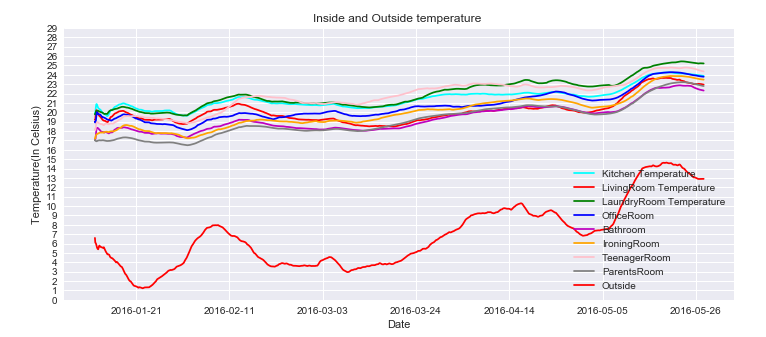 Inside and Outside temperature
29
28
27
26
25
24
23
22
21
20
19
18
17
16
15
14
13
12
11
10
9
8
7
6
5
4
3
2
1
0
Temperature(In Celsius)
Kitchen Temperature
LivingRoom Temperature
LaundryRoom Temperature
OfficeRoom
Bathroom
IroningRoom
TeenagerRoom
ParentsRoom
Outside
2016-01-21 2016-02-11 2016-03-03 2016-03-24 2016-04-14 2016-05-05 2016-05-26
Date